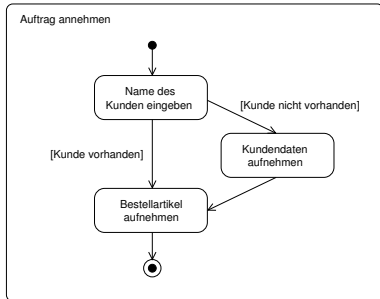 Auftrag annehmen
Name des
Kunden eingeben
[Kunde nicht vorhanden]
[Kunde vorhanden]
Kundendaten
aufnehmen
Bestellartikel
aufnehmen